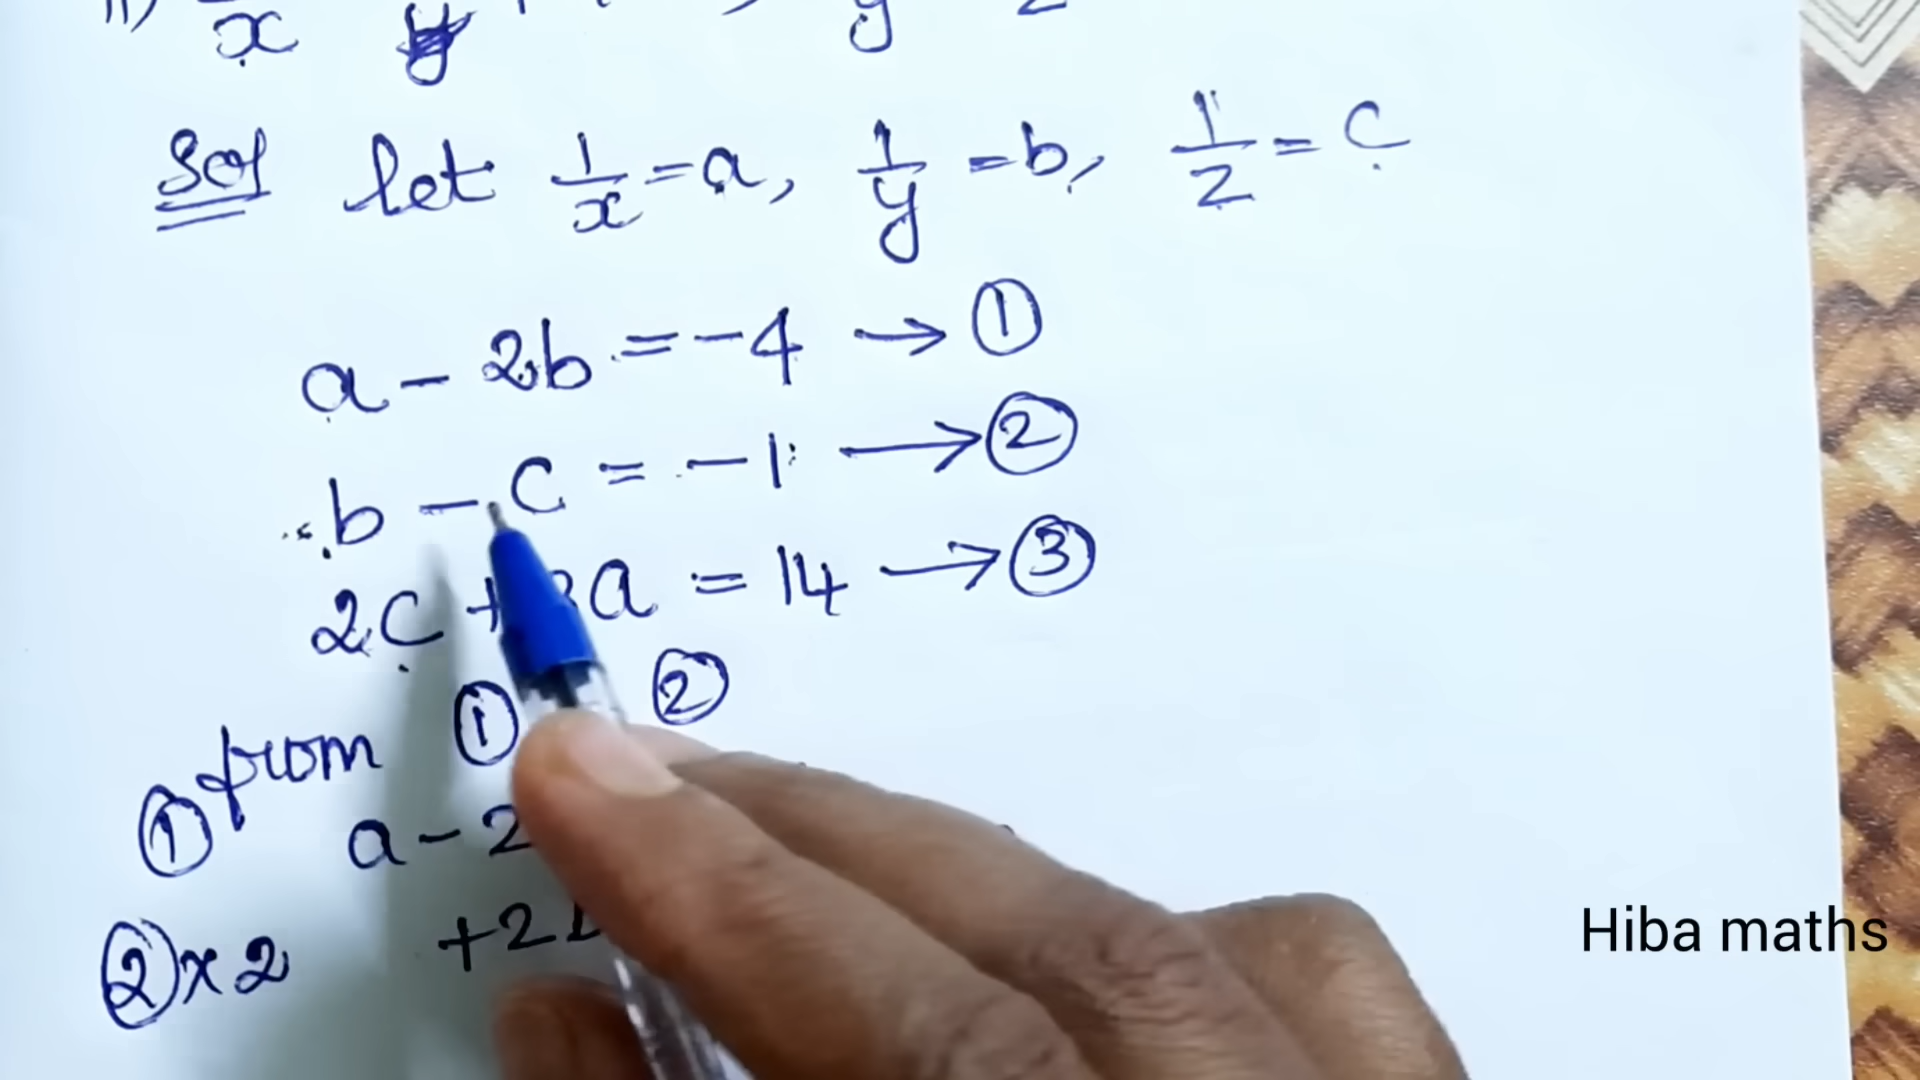 Sol let 1/x = a, 1/y = b, 1/z = c
a - 2b = -4 → ①
b - c = -1 → ②
2c + a = 14 → ③
from ① ②
① a - 2
② x 2 + 2
Hiba maths